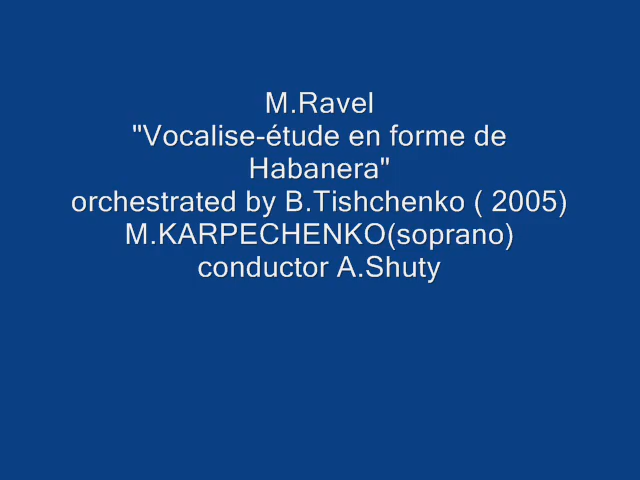 M.Ravel
"Vocalise-étude en forme de
Habanera"
orchestrated by B.Tishchenko ( 2005)
M.KARPECHENKO(soprano)
conductor A.Shuty